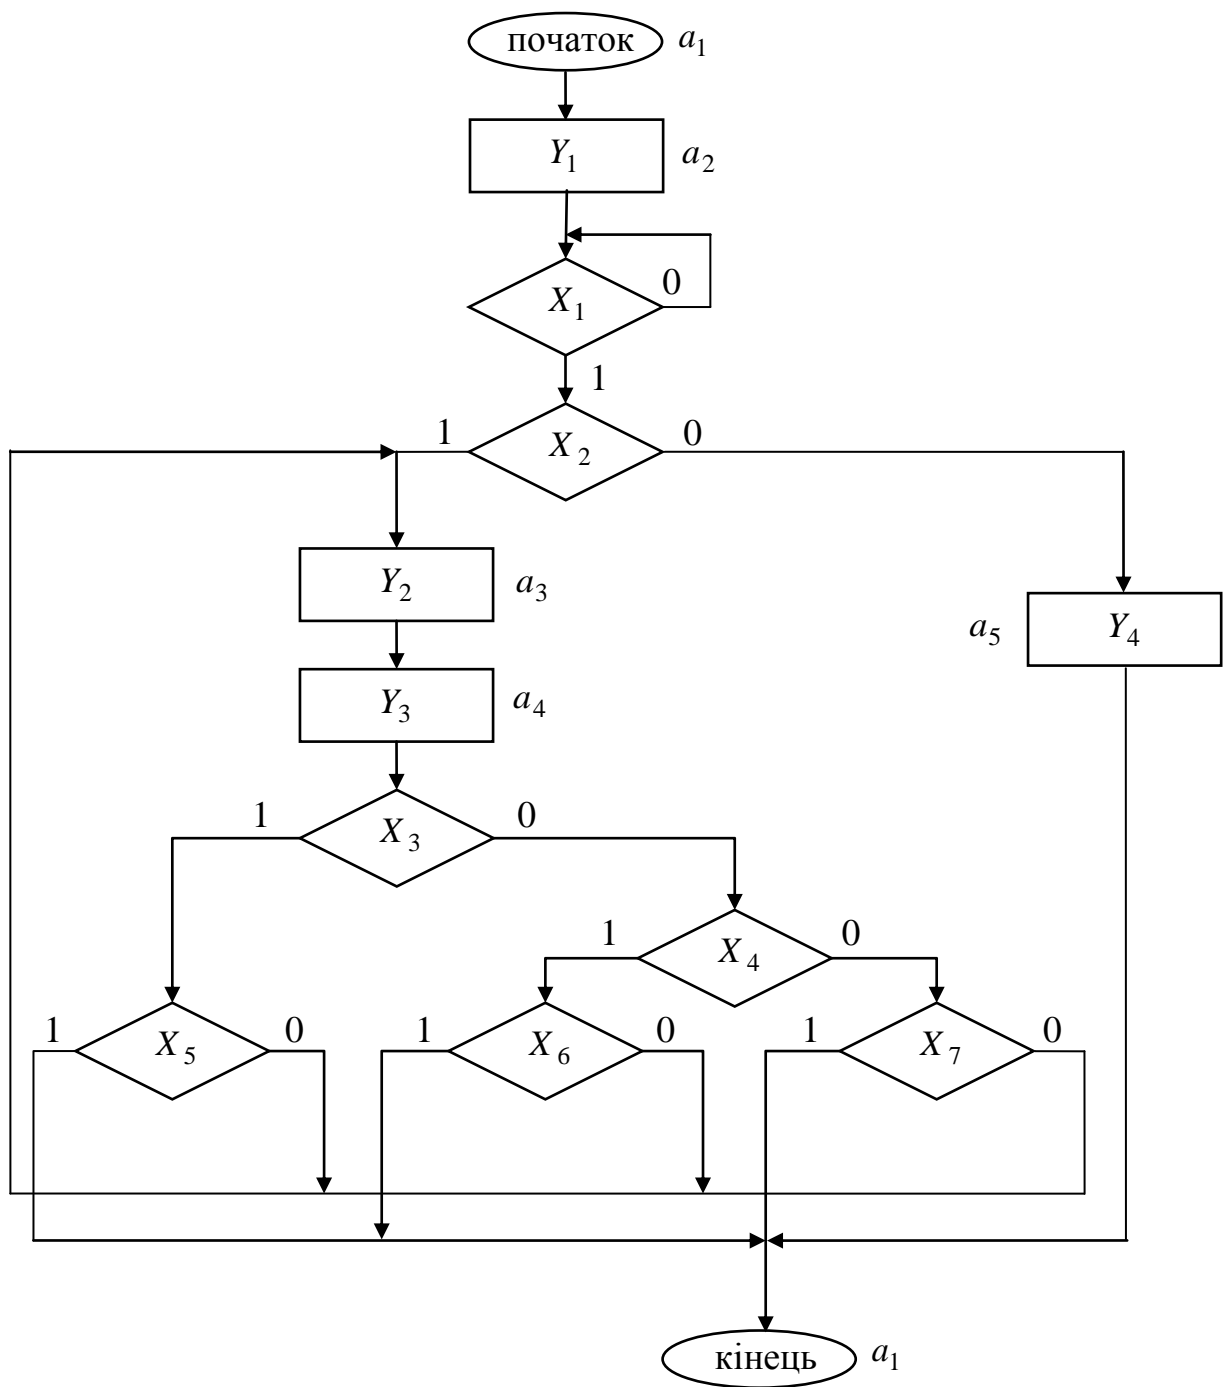 початок a₁
Y₁ a₂
X₁ 0
1
1 X₂ 0
Y₂ a₃
a₅ Y₄
Y₃ a₄
1 X₃ 0
1 X₄ 0
1 X₅ 0 1 X₆ 0 1 X₇ 0
кінець a₁